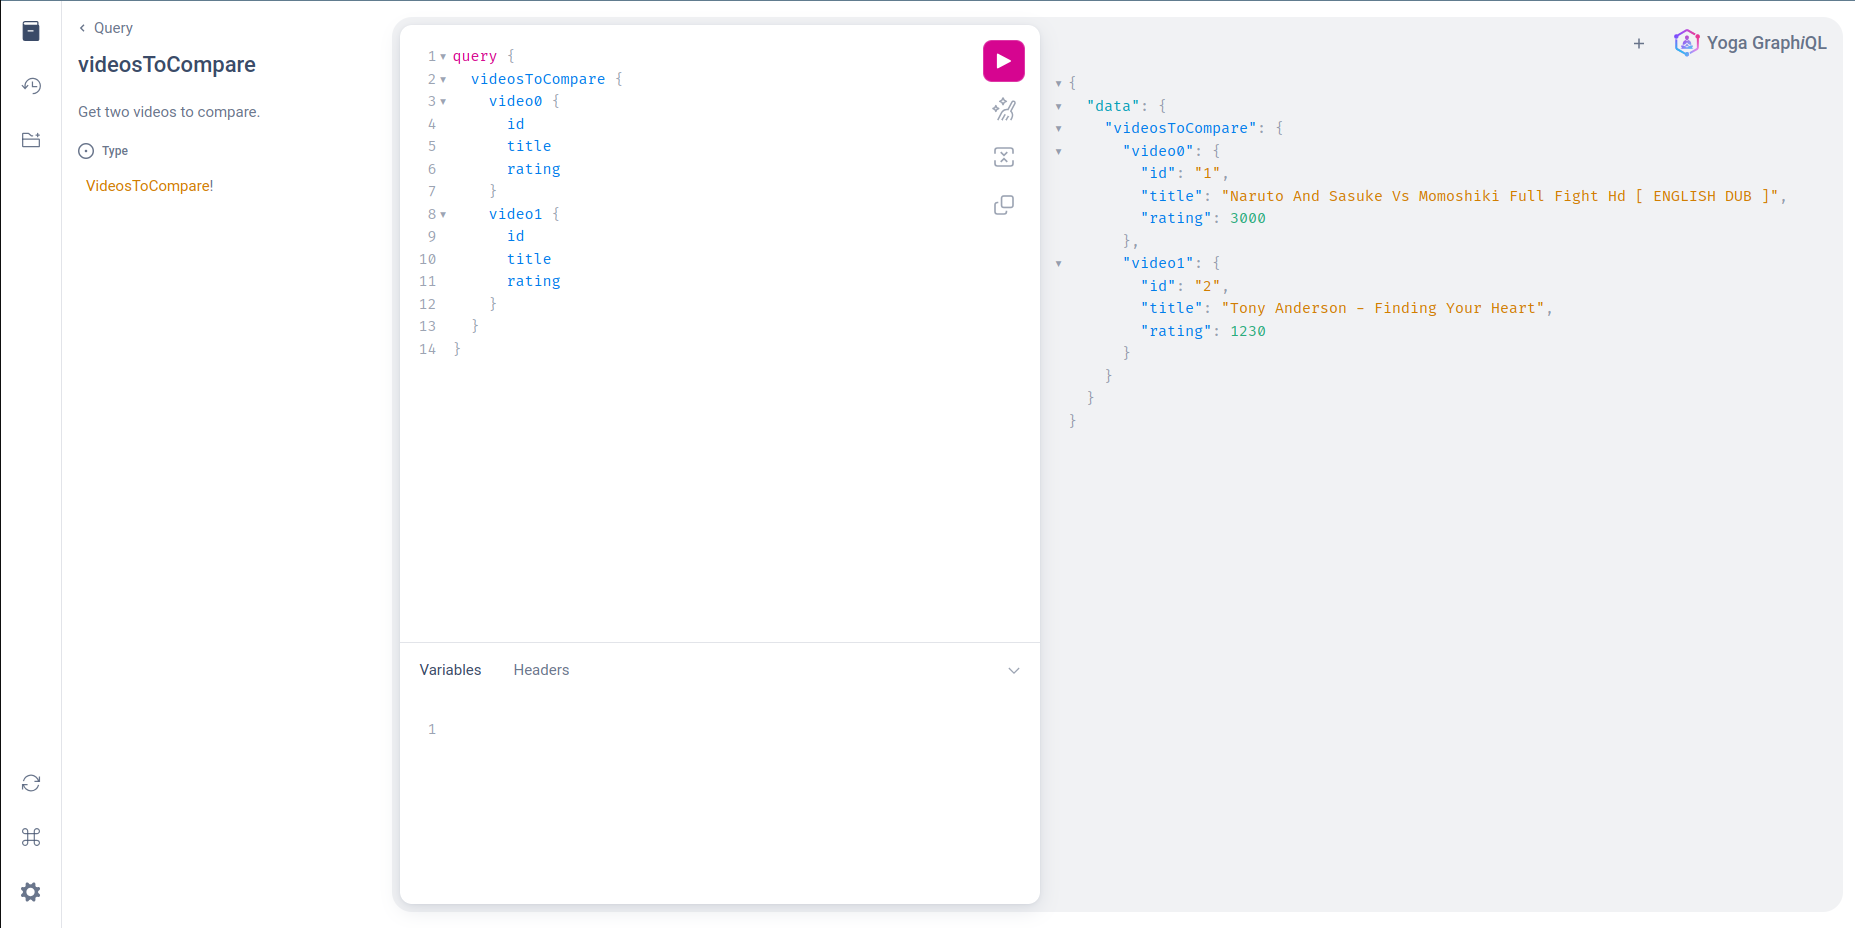 Query
videosToCompare
Get two videos to compare.
Type
VideosToCompare!
1 query {
2 videosToCompare {
3 video0 {
4 id
5 title
6 rating
7 }
8 video1 {
9 id
10 title
11 rating
12 }
13 }
14 }
Variables Headers
1
Yoga GraphiQL
{
"data": {
"videosToCompare": {
"video0": {
"id": "1",
"title": "Naruto And Sasuke Vs Momoshiki Full Fight Hd [ ENGLISH DUB ]",
"rating": 3000
},
"video1": {
"id": "2",
"title": "Tony Anderson - Finding Your Heart",
"rating": 1230
}
}
}
}